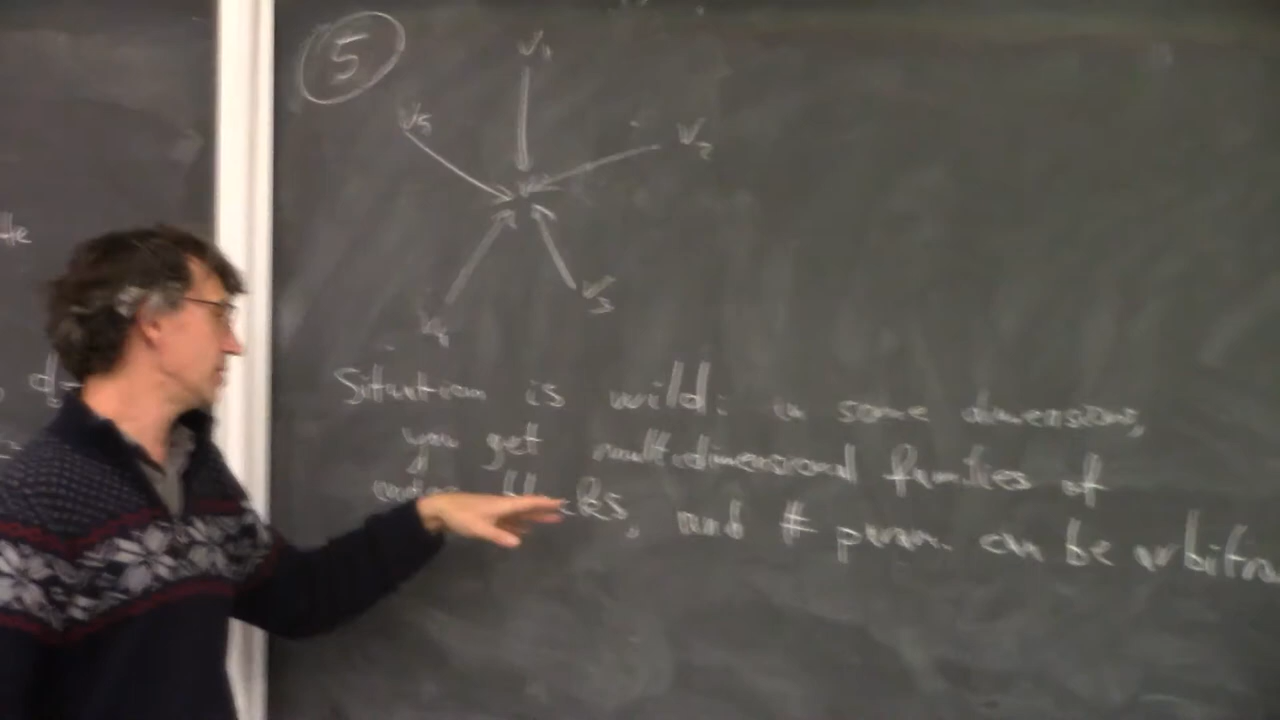 5
V1
V5
V2
V3
V4
Situation is wild: in some dimensions,
you get multidimensional families of
, and # param. can be arbitra